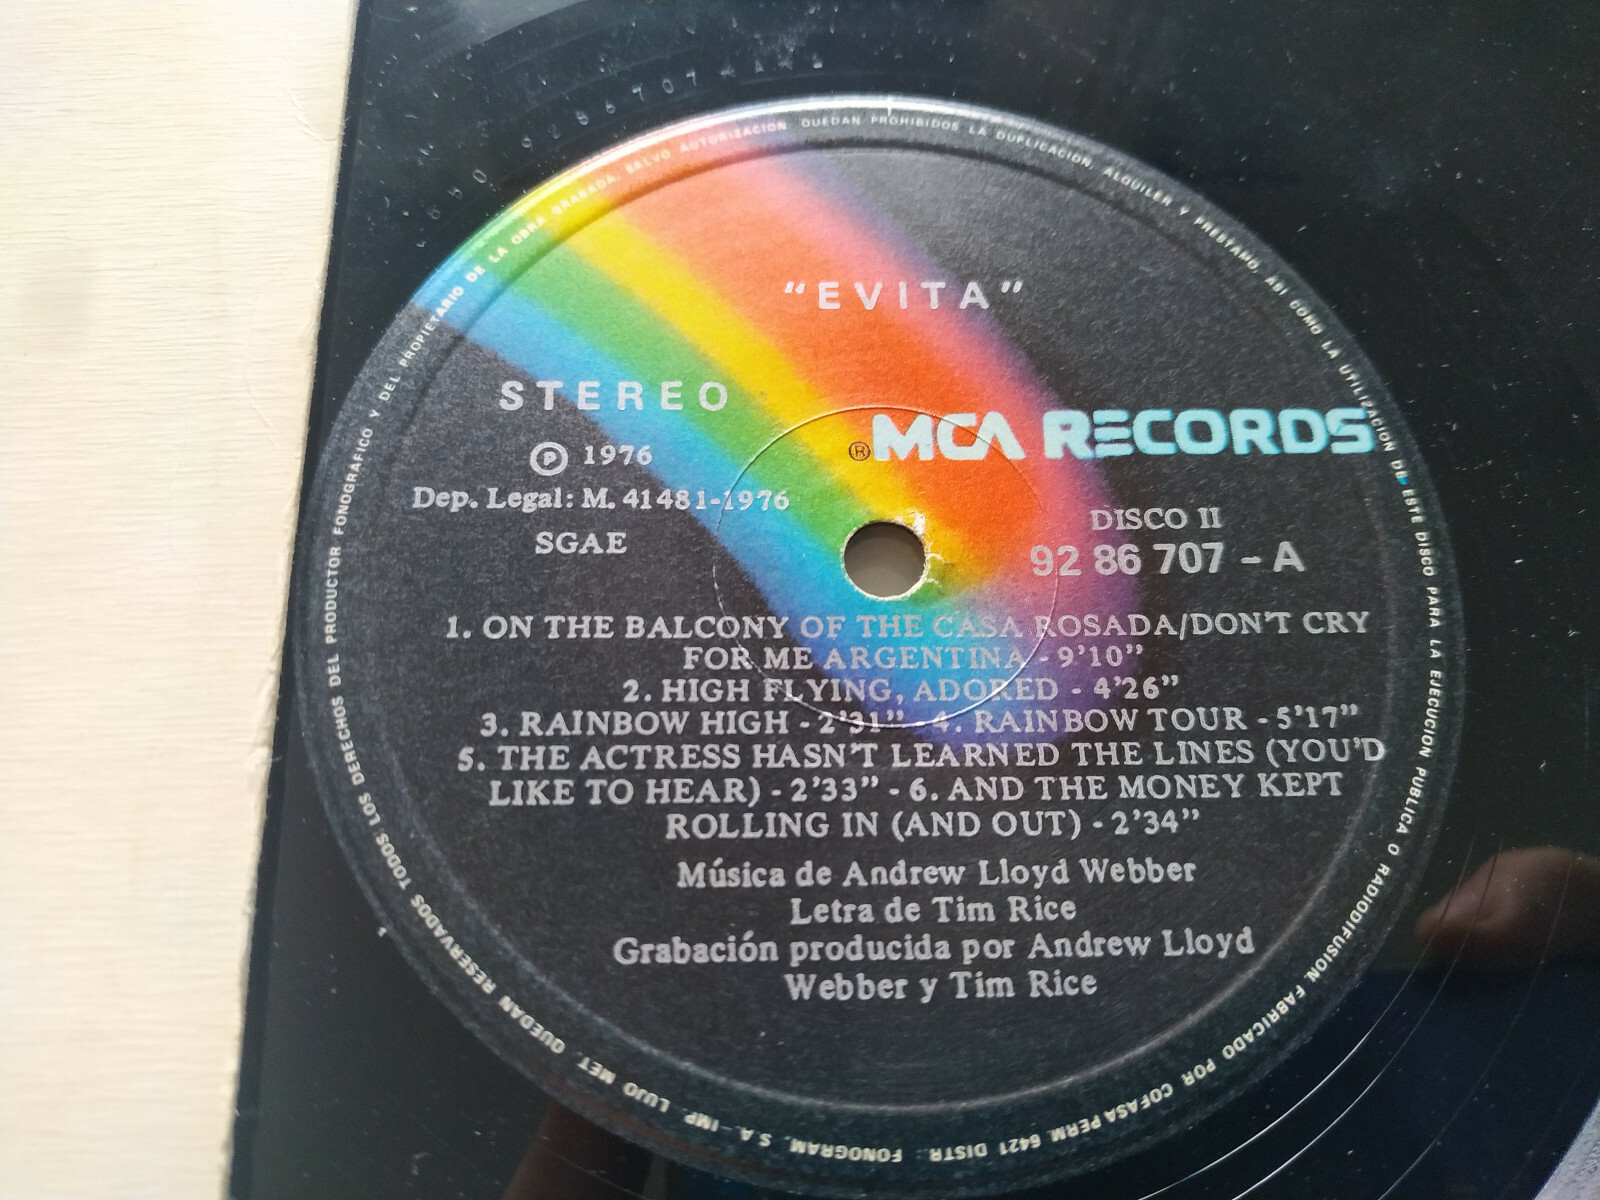 650 9286707
"EVITA"
STEREO
Ⓟ 1976
Dep. Legal: M. 41481-1976
SGAE
®MCA RECORDS
DISCO II
92 86 707 - A
1. ON THE BALCONY OF THE CASA ROSADA/DON'T CRY
FOR ME ARGENTINA - 9'10"
2. HIGH FLYING, ADORED - 4'26"
3. RAINBOW HIGH - 2'31" - 4. RAINBOW TOUR - 5'17"
5. THE ACTRESS HASN'T LEARNED THE LINES (YOU'D
LIKE TO HEAR) - 2'33" - 6. AND THE MONEY KEPT
ROLLING IN (AND OUT) - 2'34"
Música de Andrew Lloyd Webber
Letra de Tim Rice
Grabación producida por Andrew Lloyd
Webber y Tim Rice
QUEDAN RESERVADOS TODOS LOS DERECHOS DEL PRODUCTOR FONOGRAFICO Y DEL PROPIETARIO DE LA OBRA GRABADA. SALVO AUTORIZACION QUEDAN PROHIBIDOS LA DUPLICACION, ALQUILER Y PRESTAMO, ASI COMO LA UTILIZACION DE ESTE DISCO PARA LA EJECUCION PUBLICA O RADIODIFUSION FABRICADO POR COFASA PERM 6421 DISTR: FONOGRAM, S.A. - IMP. LUJO MET